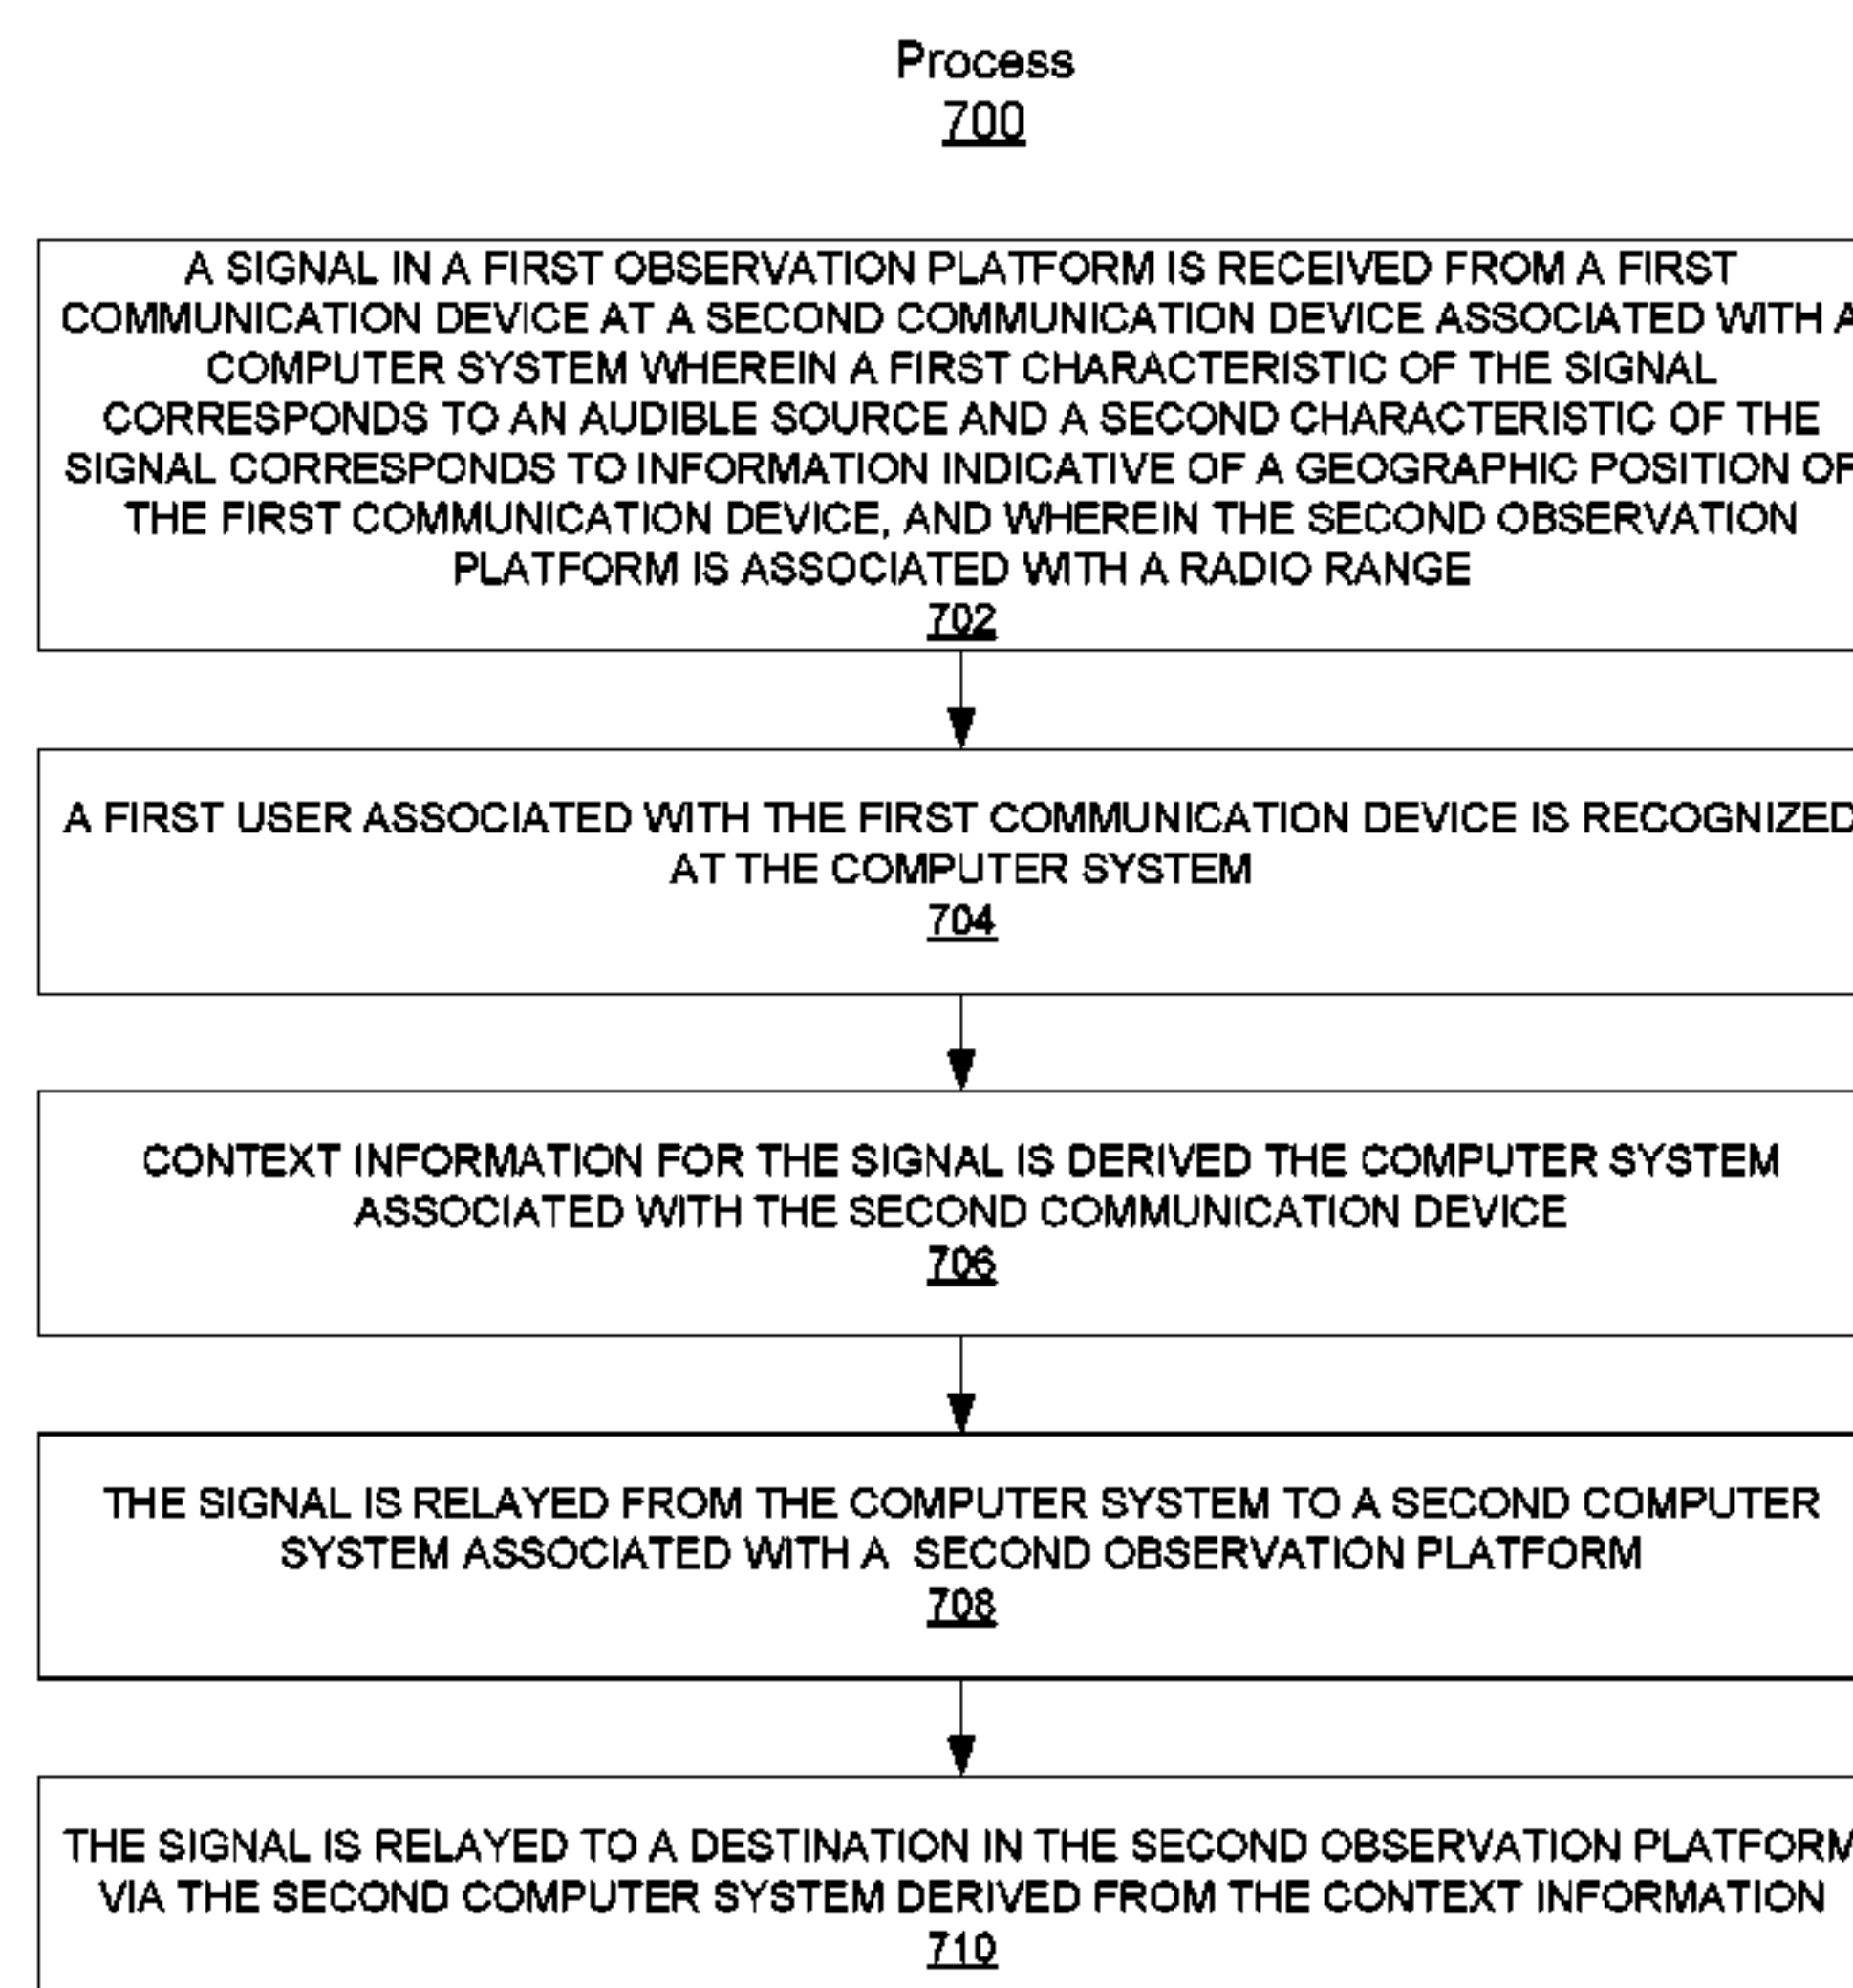 Process
700
A SIGNAL IN A FIRST OBSERVATION PLATFORM IS RECEIVED FROM A FIRST
COMMUNICATION DEVICE AT A SECOND COMMUNICATION DEVICE ASSOCIATED WITH A
COMPUTER SYSTEM WHEREIN A FIRST CHARACTERISTIC OF THE SIGNAL
CORRESPONDS TO AN AUDIBLE SOURCE AND A SECOND CHARACTERISTIC OF THE
SIGNAL CORRESPONDS TO INFORMATION INDICATIVE OF A GEOGRAPHIC POSITION OF
THE FIRST COMMUNICATION DEVICE, AND WHEREIN THE SECOND OBSERVATION
PLATFORM IS ASSOCIATED WITH A RADIO RANGE
702
A FIRST USER ASSOCIATED WITH THE FIRST COMMUNICATION DEVICE IS RECOGNIZED
AT THE COMPUTER SYSTEM
704
CONTEXT INFORMATION FOR THE SIGNAL IS DERIVED THE COMPUTER SYSTEM
ASSOCIATED WITH THE SECOND COMMUNICATION DEVICE
706
THE SIGNAL IS RELAYED FROM THE COMPUTER SYSTEM TO A SECOND COMPUTER
SYSTEM ASSOCIATED WITH A SECOND OBSERVATION PLATFORM
708
THE SIGNAL IS RELAYED TO A DESTINATION IN THE SECOND OBSERVATION PLATFORM
VIA THE SECOND COMPUTER SYSTEM DERIVED FROM THE CONTEXT INFORMATION
710